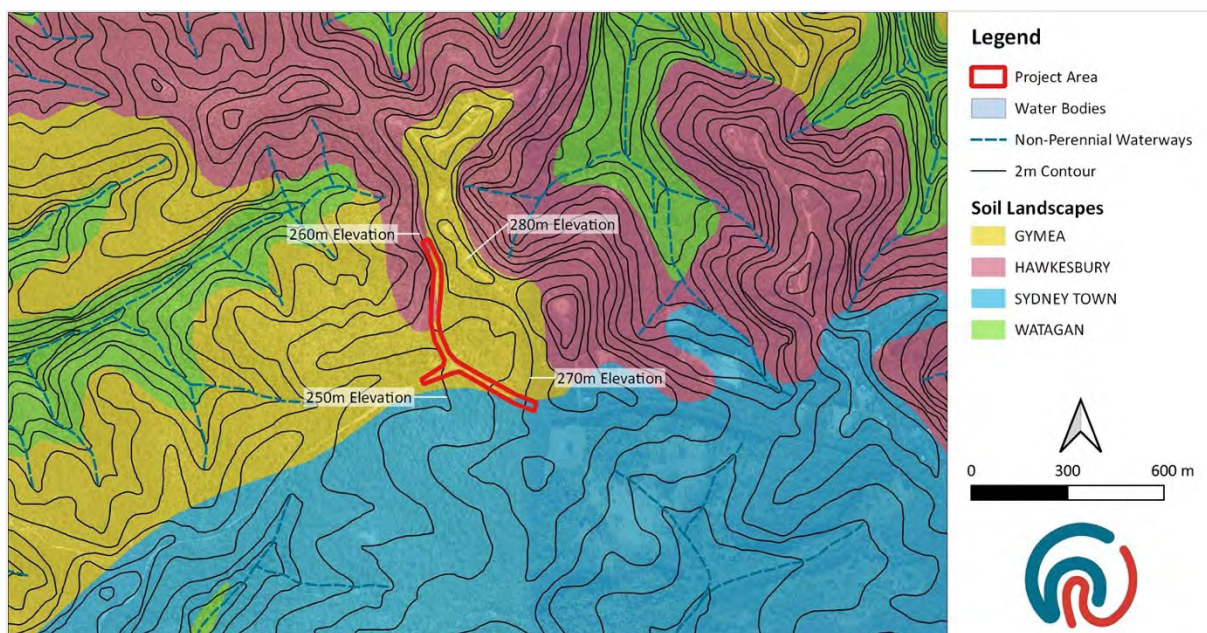 260m Elevation
280m Elevation
270m Elevation
250m Elevation
Legend
Project Area
Water Bodies
Non-Perennial Waterways
2m Contour
Soil Landscapes
GYMEA
HAWKESBURY
SYDNEY TOWN
WATAGAN
0 300 600 m